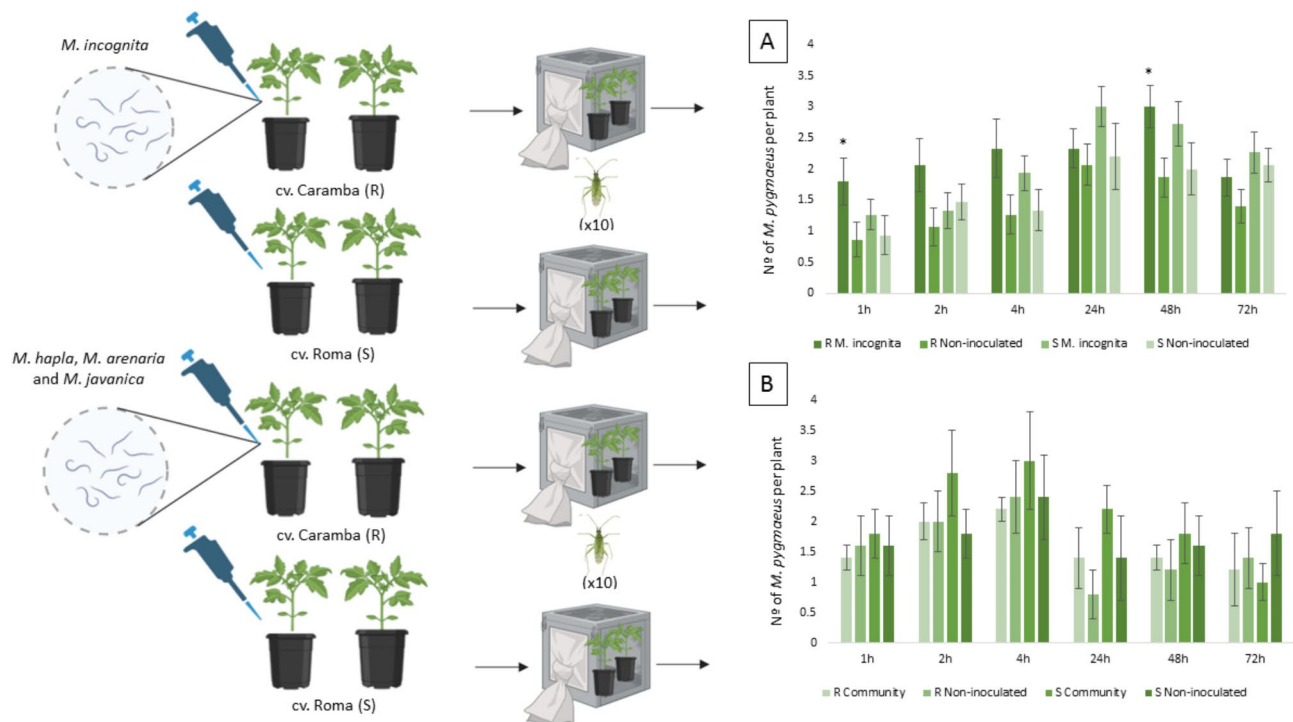 M. incognita
cv. Caramba (R)
(x10)
cv. Roma (S)
M. hapla, M. arenaria
and M. javanica
cv. Caramba (R)
(x10)
cv. Roma (S)
A
Nº of M. pygmaeus per plant
4
3.5
3
2.5
2
1.5
1
0.5
0
*
*
1h 2h 4h 24h 48h 72h
R M. incognita R Non-inoculated S M. incognita S Non-inoculated
B
Nº of M. pygmaeus per plant
4
3.5
3
2.5
2
1.5
1
0.5
0
1h 2h 4h 24h 48h 72h
R Community R Non-inoculated S Community S Non-inoculated